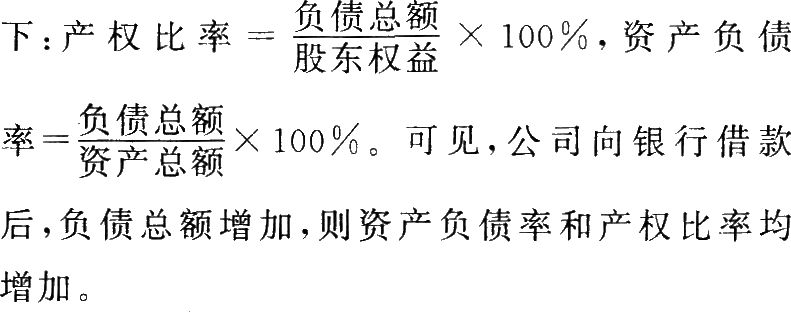 下:产权比率=负债总额/股东权益×100%,资产负债
率=负债总额/资产总额×100%。可见,公司向银行借款
后,负债总额增加,则资产负债率和产权比率均
增加。